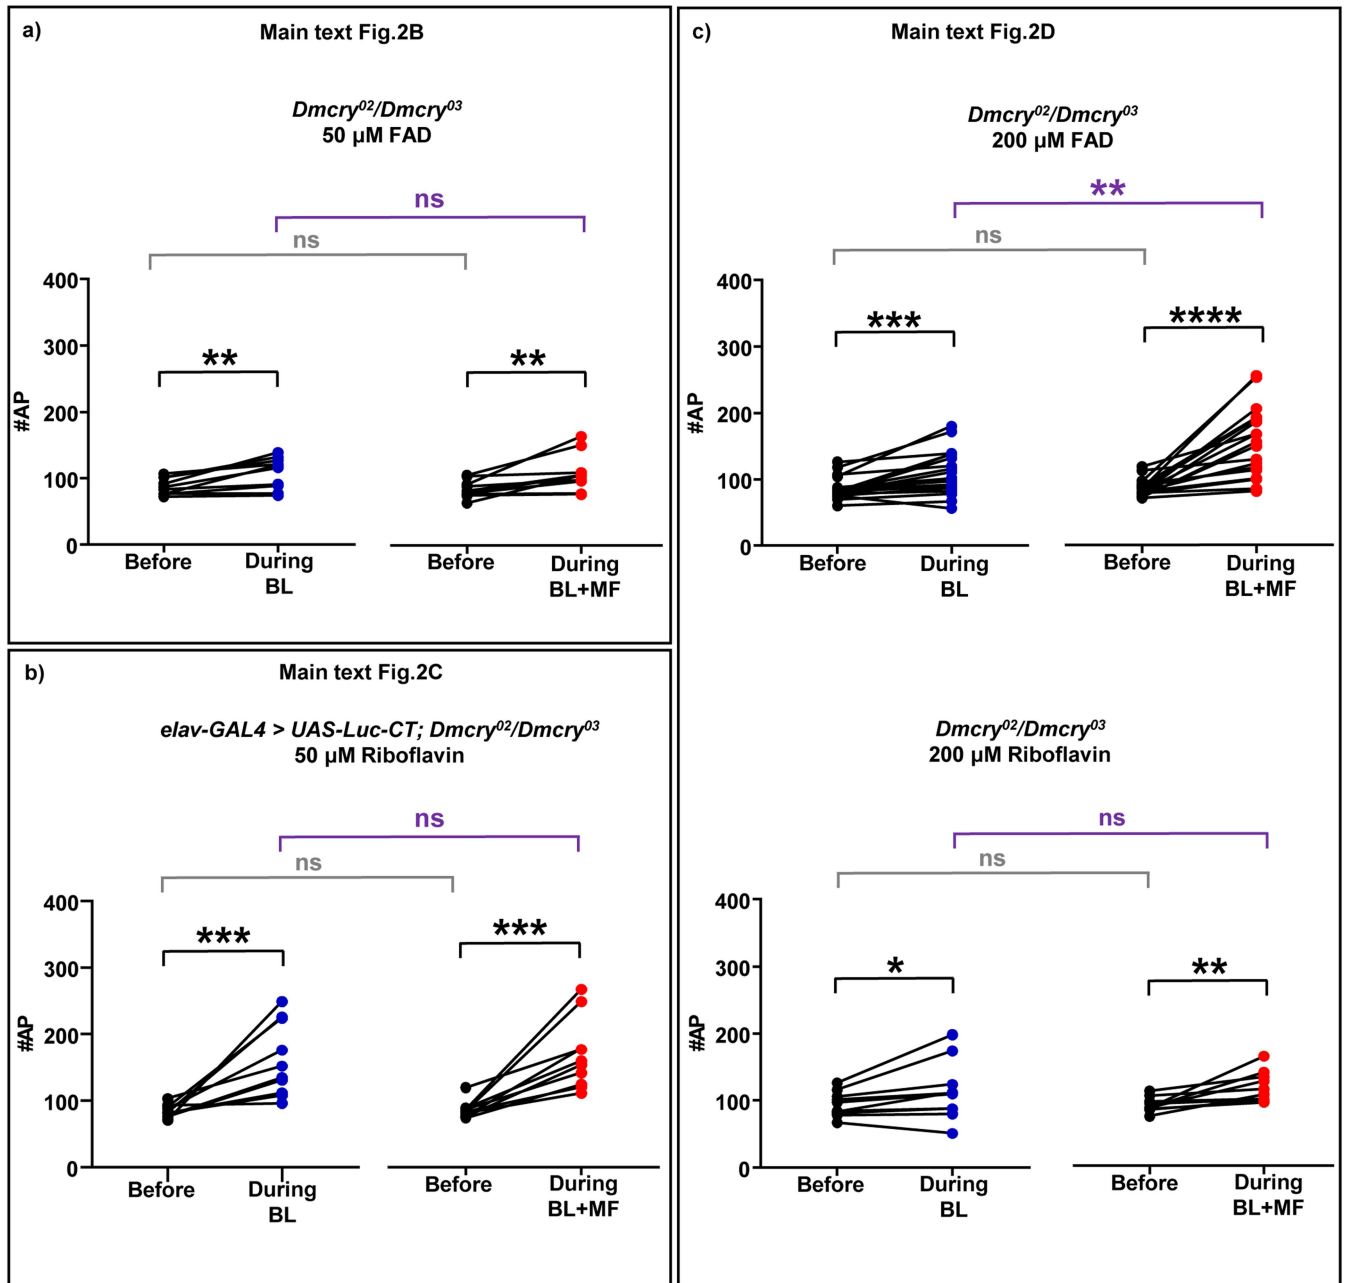 a)
Main text Fig.2B
Dmcry02/Dmcry03
50 µM FAD
ns
ns
400
300
200
100
0
#AP
**
**
Before
During
BL
Before
During
BL+MF
b)
Main text Fig.2C
elav-GAL4 > UAS-Luc-CT; Dmcry02/Dmcry03
50 µM Riboflavin
ns
ns
400
300
200
100
0
#AP
***
***
Before
During
BL
Before
During
BL+MF
c)
Main text Fig.2D
Dmcry02/Dmcry03
200 µM FAD
**
ns
400
300
200
100
0
#AP
***
****
Before
During
BL
Before
During
BL+MF
Dmcry02/Dmcry03
200 µM Riboflavin
ns
ns
400
300
200
100
0
#AP
*
**
Before
During
BL
Before
During
BL+MF